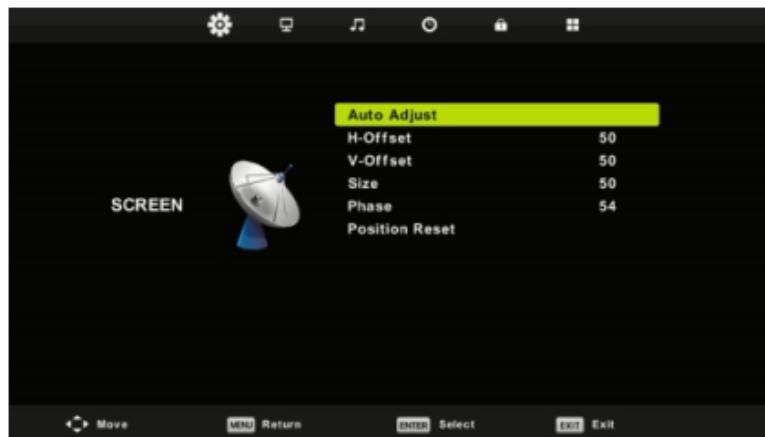 Auto Adjust
H-Offset 50
V-Offset 50
Size 50
SCREEN
Phase 54
Position Reset
Move MENU Return ENTER Select EXIT Exit